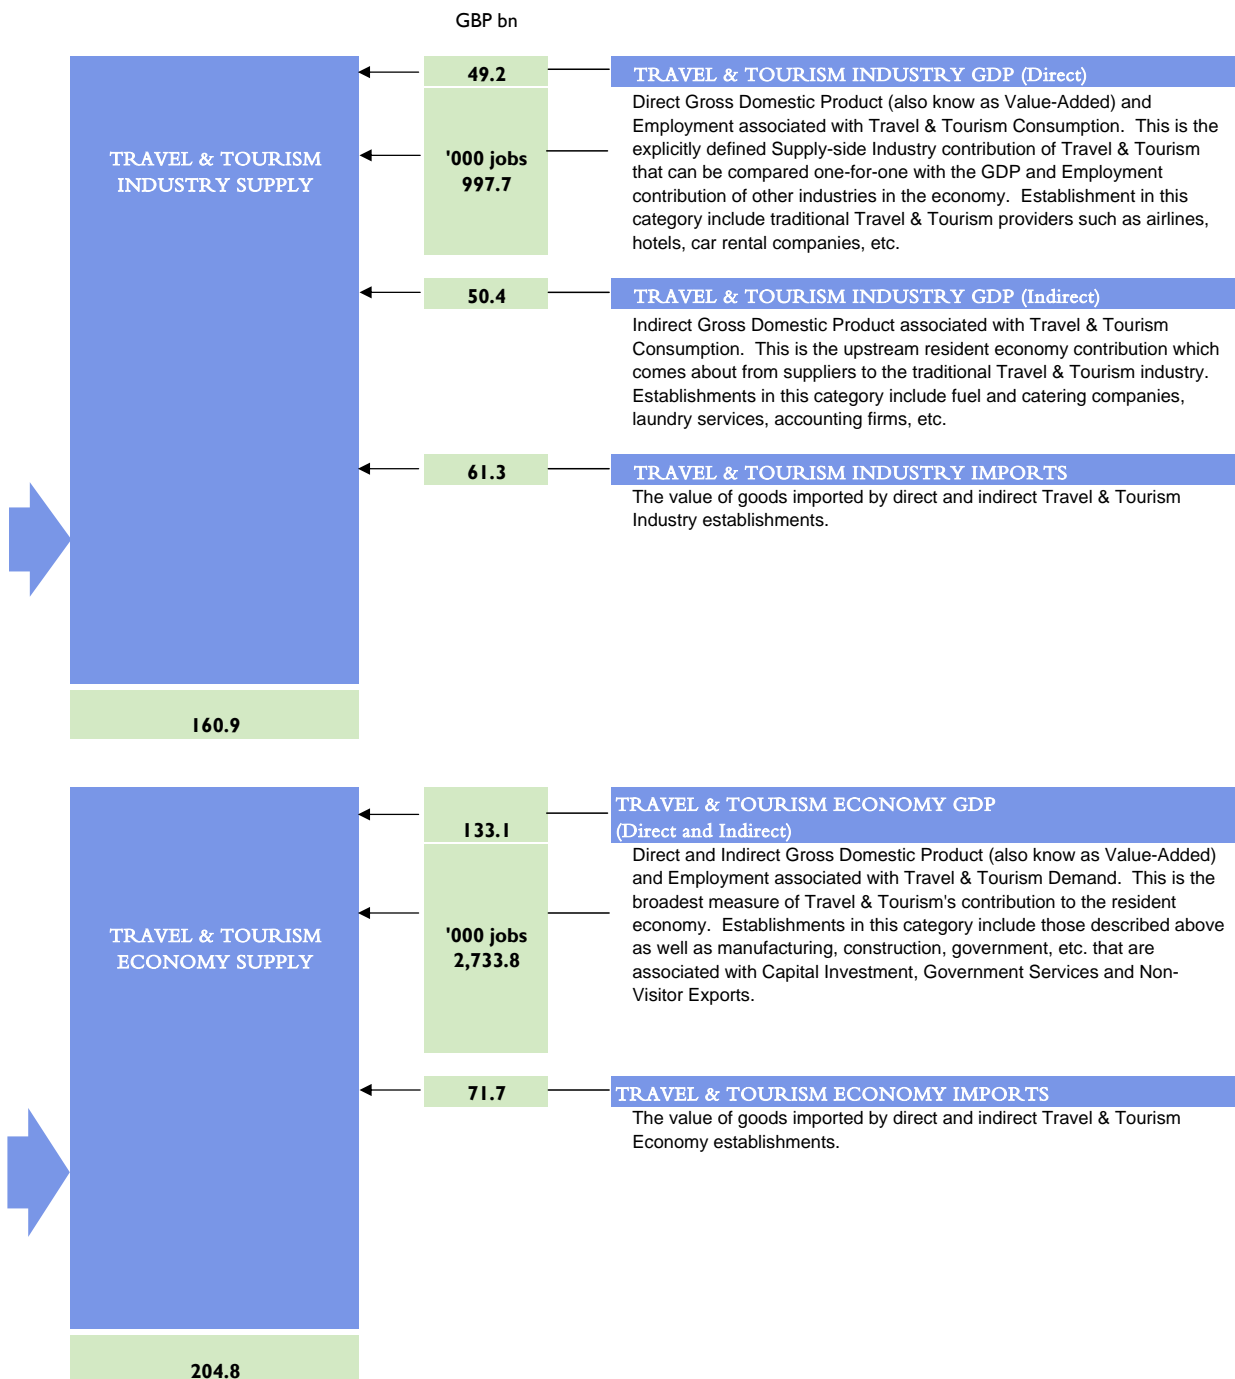 GBP bn
49.2
TRAVEL & TOURISM INDUSTRY GDP (Direct)
Direct Gross Domestic Product (also know as Value-Added) and
Employment associated with Travel & Tourism Consumption. This is the
explicitly defined Supply-side Industry contribution of Travel & Tourism
that can be compared one-for-one with the GDP and Employment
contribution of other industries in the economy. Establishment in this
category include traditional Travel & Tourism providers such as airlines,
hotels, car rental companies, etc.
TRAVEL & TOURISM
INDUSTRY SUPPLY
'000 jobs
997.7
50.4
TRAVEL & TOURISM INDUSTRY GDP (Indirect)
Indirect Gross Domestic Product associated with Travel & Tourism
Consumption. This is the upstream resident economy contribution which
comes about from suppliers to the traditional Travel & Tourism industry.
Establishments in this category include fuel and catering companies,
laundry services, accounting firms, etc.
61.3
TRAVEL & TOURISM INDUSTRY IMPORTS
The value of goods imported by direct and indirect Travel & Tourism
Industry establishments.
160.9
133.1
TRAVEL & TOURISM ECONOMY GDP
(Direct and Indirect)
Direct and Indirect Gross Domestic Product (also know as Value-Added)
and Employment associated with Travel & Tourism Demand. This is the
broadest measure of Travel & Tourism's contribution to the resident
economy. Establishments in this category include those described above
as well as manufacturing, construction, government, etc. that are
associated with Capital Investment, Government Services and Non-
Visitor Exports.
TRAVEL & TOURISM
ECONOMY SUPPLY
'000 jobs
2,733.8
71.7
TRAVEL & TOURISM ECONOMY IMPORTS
The value of goods imported by direct and indirect Travel & Tourism
Economy establishments.
204.8